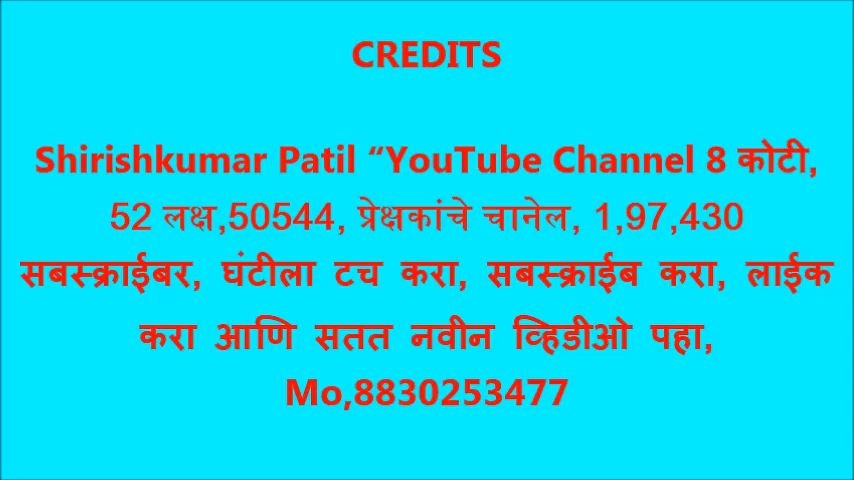 CREDITS
Shirishkumar Patil “YouTube Channel 8 कोटी,
52 लक्ष,50544, प्रेक्षकांचे चानेल, 1,97,430
सबस्क्राईबर, घंटीला टच करा, सबस्क्राईब करा, लाईक
करा आणि सतत नवीन व्हिडीओ पहा,
Mo,8830253477